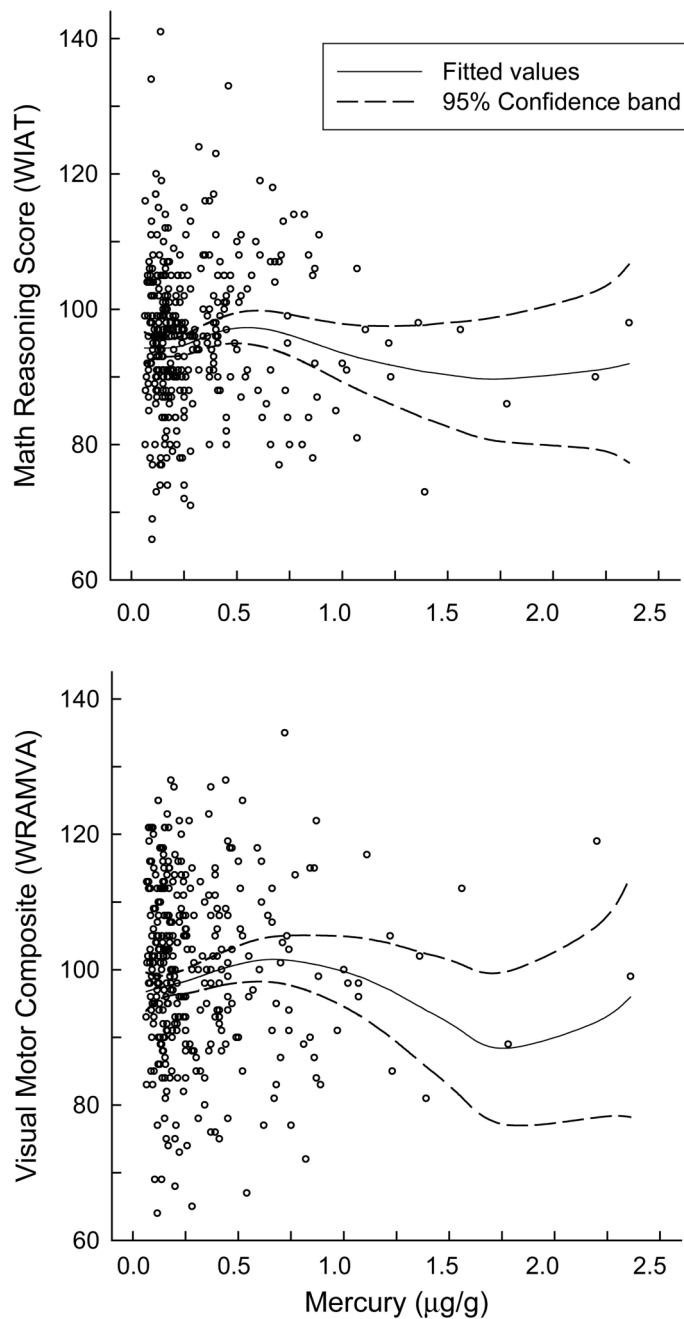 140
120
100
80
60
Math Reasoning Score (WIAT)
Fitted values
95% Confidence band
0.0 0.5 1.0 1.5 2.0 2.5
140
120
100
80
60
Visual Motor Composite (WRAMVA)
0.0 0.5 1.0 1.5 2.0 2.5
Mercury (μg/g)